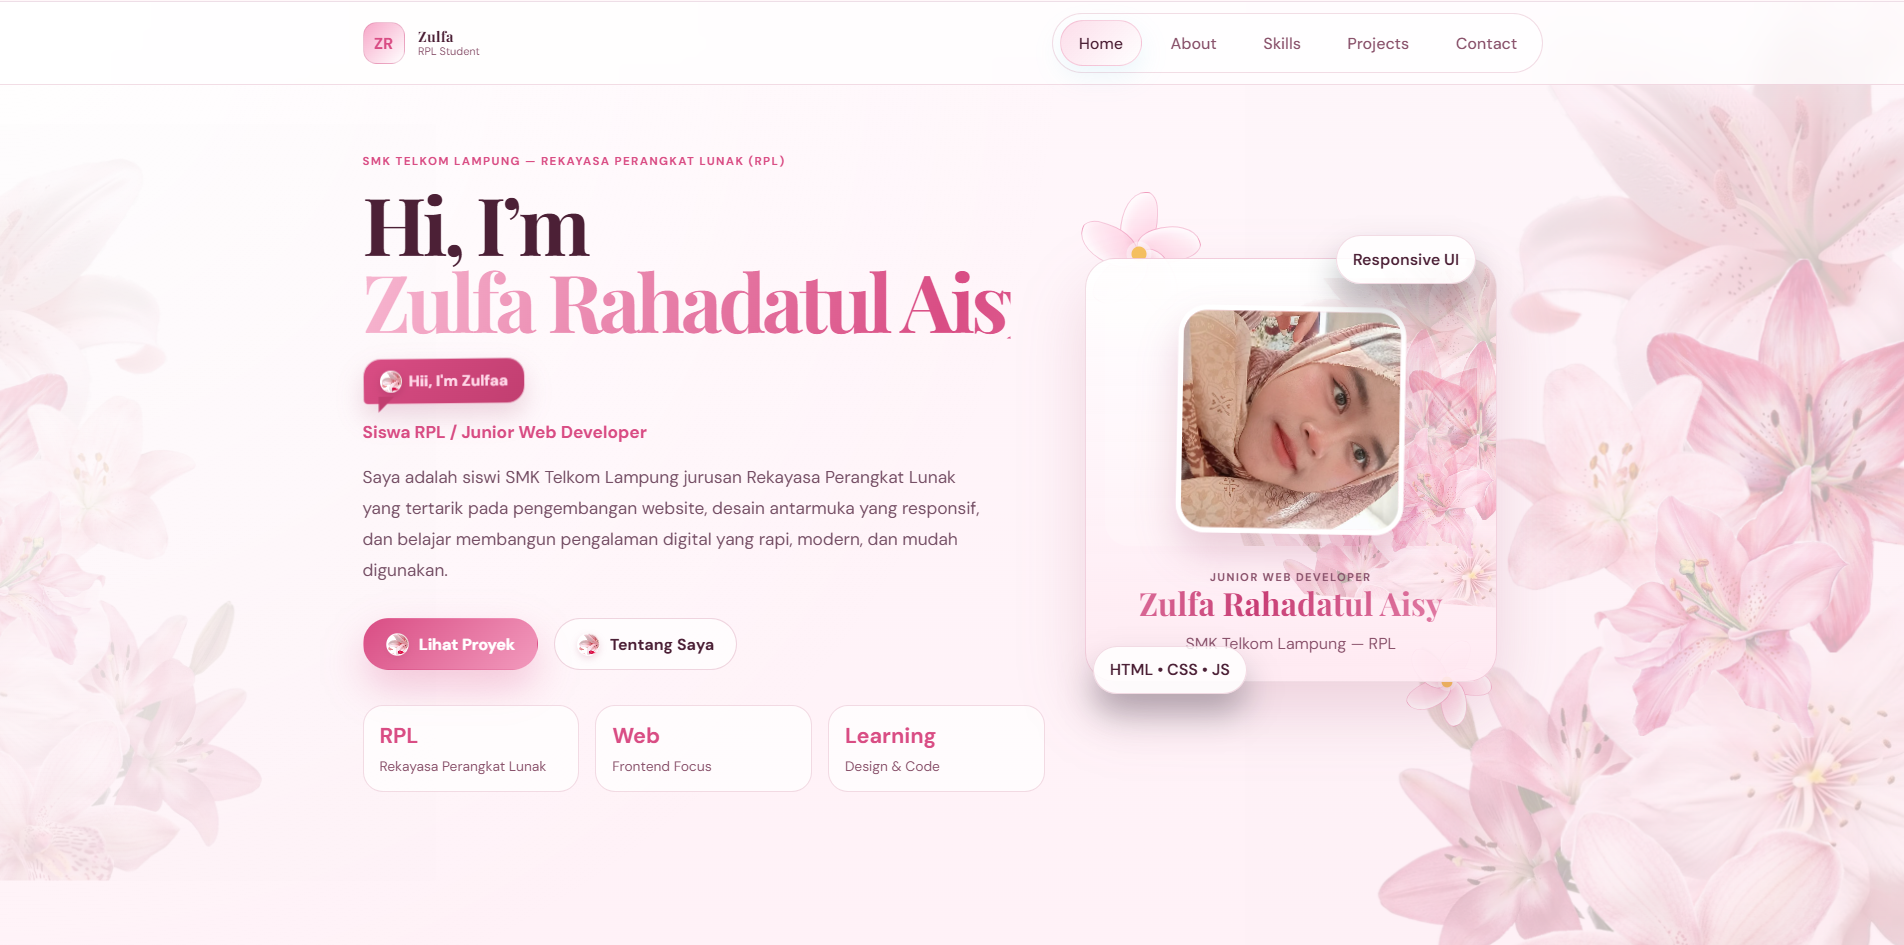 ZR
Zulfa
RPL Student
Home
About
Skills
Projects
Contact
SMK TELKOM LAMPUNG — REKAYASA PERANGKAT LUNAK (RPL)
Hi, I’m
Zulfa Rahadatul Aisy
Hii, I'm Zulfaa
Siswa RPL / Junior Web Developer
Saya adalah siswi SMK Telkom Lampung jurusan Rekayasa Perangkat Lunak
yang tertarik pada pengembangan website, desain antarmuka yang responsif,
dan belajar membangun pengalaman digital yang rapi, modern, dan mudah
digunakan.
Lihat Proyek
Tentang Saya
RPL
Rekayasa Perangkat Lunak
Web
Frontend Focus
Learning
Design & Code
Responsive UI
JUNIOR WEB DEVELOPER
Zulfa Rahadatul Aisy
SMK Telkom Lampung — RPL
HTML • CSS • JS